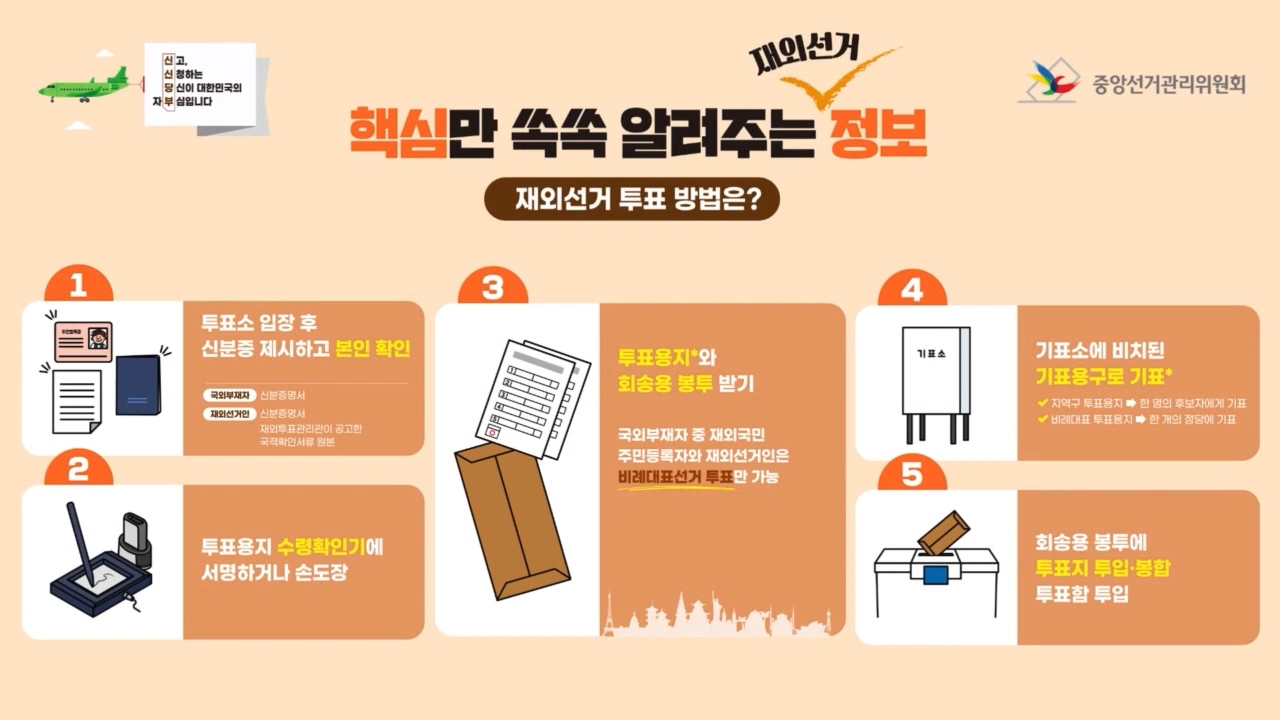 신고,
신청하는
당신이 대한민국의
자부심입니다
재외선거
핵심만 쏙쏙 알려주는 정보
중앙선거관리위원회
재외선거 투표 방법은?
1
투표소 입장 후
신분증 제시하고 본인 확인
국외부재자 신분증명서
재외선거인 신분증명서
재외투표관리관이 공고한
국적확인서류 원본
2
투표용지 수령확인기에
서명하거나 손도장
3
투표용지*와
회송용 봉투 받기
국외부재자 중 재외국민
주민등록자와 재외선거인은
비례대표선거 투표만 가능
1
2
3
4
5
4
기표소
기표소에 비치된
기표용구로 기표*
지역구 투표용지 ➡ 한 명의 후보자에게 기표
비례대표 투표용지 ➡ 한 개의 정당에 기표
5
회송용 봉투에
투표지 투입·봉함
투표함 투입